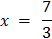 x = 7/3